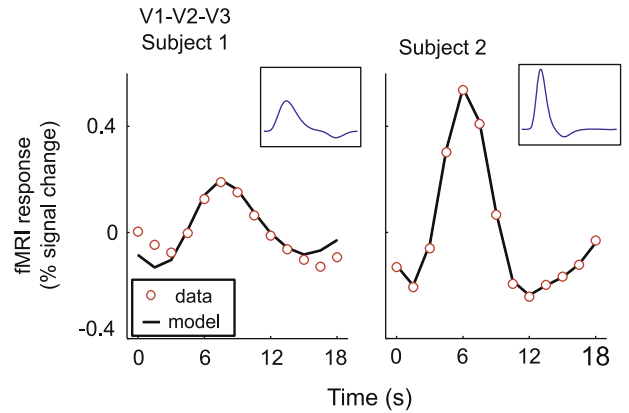 V1-V2-V3
Subject 1
Subject 2
fMRI response
(% signal change)
0.4
0
-0.4
data
model
0
6
12
18
0
6
12
18
Time (s)